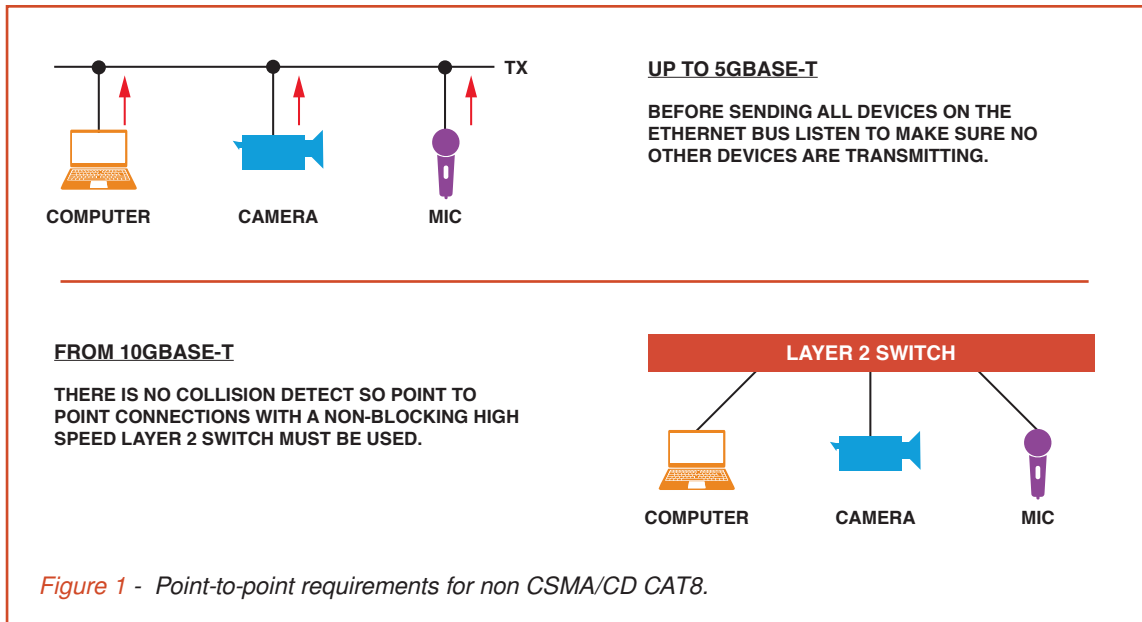 TX
COMPUTER
CAMERA
MIC
UP TO 5GBASE-T
BEFORE SENDING ALL DEVICES ON THE
ETHERNET BUS LISTEN TO MAKE SURE NO
OTHER DEVICES ARE TRANSMITTING.
FROM 10GBASE-T
THERE IS NO COLLISION DETECT SO POINT TO
POINT CONNECTIONS WITH A NON-BLOCKING HIGH
SPEED LAYER 2 SWITCH MUST BE USED.
LAYER 2 SWITCH
COMPUTER
CAMERA
MIC
Figure 1 - Point-to-point requirements for non CSMA/CD CAT8.